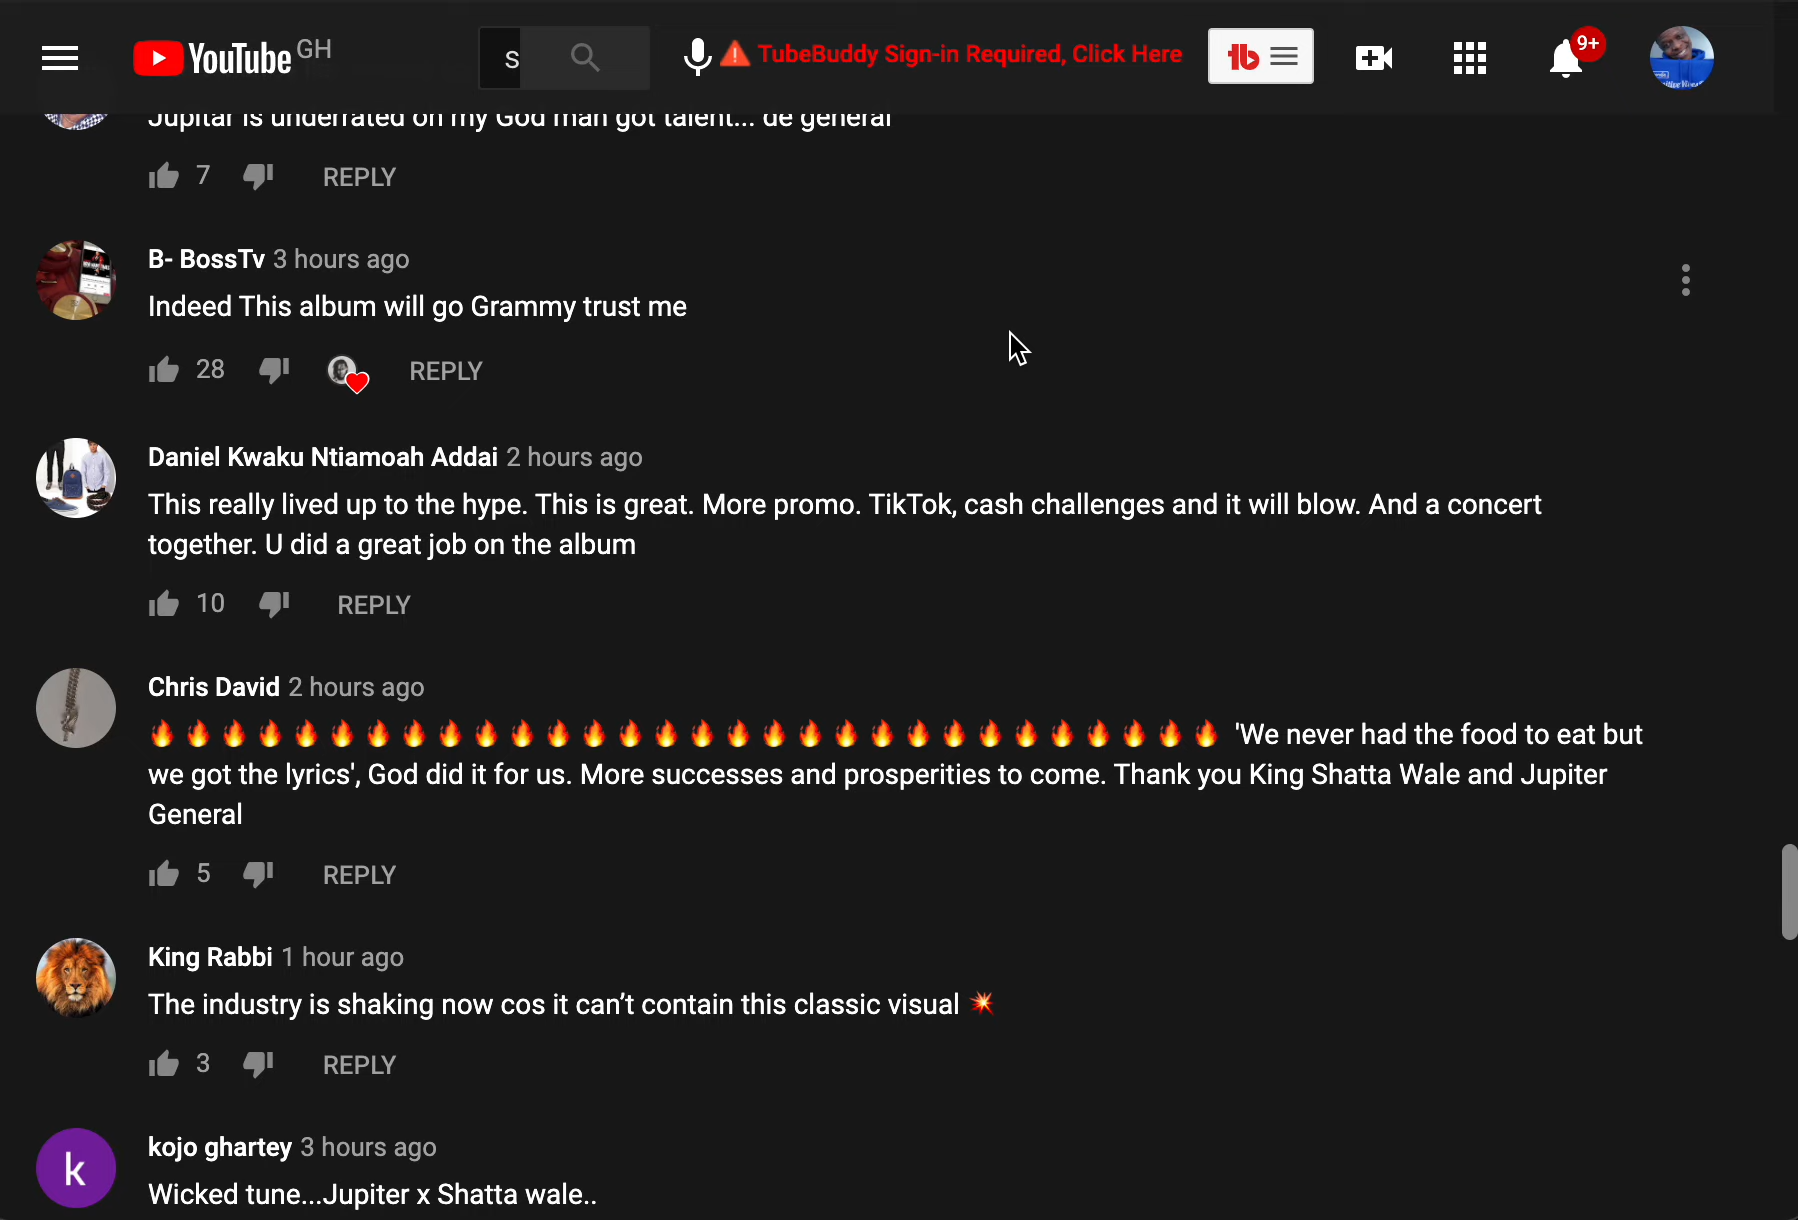 YouTube GH
s
TubeBuddy Sign-in Required, Click Here
tb
9+
Jupitar is underrated oh my God man got talent... de general
7 REPLY
B- BossTv 3 hours ago
Indeed This album will go Grammy trust me
28 REPLY
Daniel Kwaku Ntiamoah Addai 2 hours ago
This really lived up to the hype. This is great. More promo. TikTok, cash challenges and it will blow. And a concert
together. U did a great job on the album
10 REPLY
Chris David 2 hours ago
🔥🔥🔥🔥🔥🔥🔥🔥🔥🔥🔥🔥🔥🔥🔥🔥🔥🔥🔥🔥🔥🔥🔥🔥🔥🔥🔥🔥🔥🔥 'We never had the food to eat but
we got the lyrics', God did it for us. More successes and prosperities to come. Thank you King Shatta Wale and Jupiter
General
5 REPLY
King Rabbi 1 hour ago
The industry is shaking now cos it can’t contain this classic visual 💥
3 REPLY
k
kojo ghartey 3 hours ago
Wicked tune...Jupiter x Shatta wale..